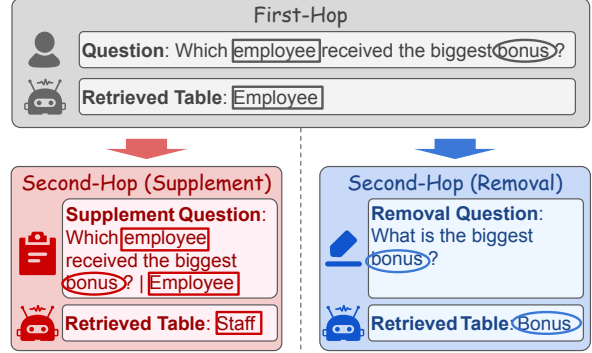 First-Hop
Question: Which employee received the biggest bonus ?
Retrieved Table: Employee
Second-Hop (Supplement)
Supplement Question:
Which employee
received the biggest
bonus ? | Employee
Retrieved Table: Staff
Second-Hop (Removal)
Removal Question:
What is the biggest
bonus ?
Retrieved Table: Bonus